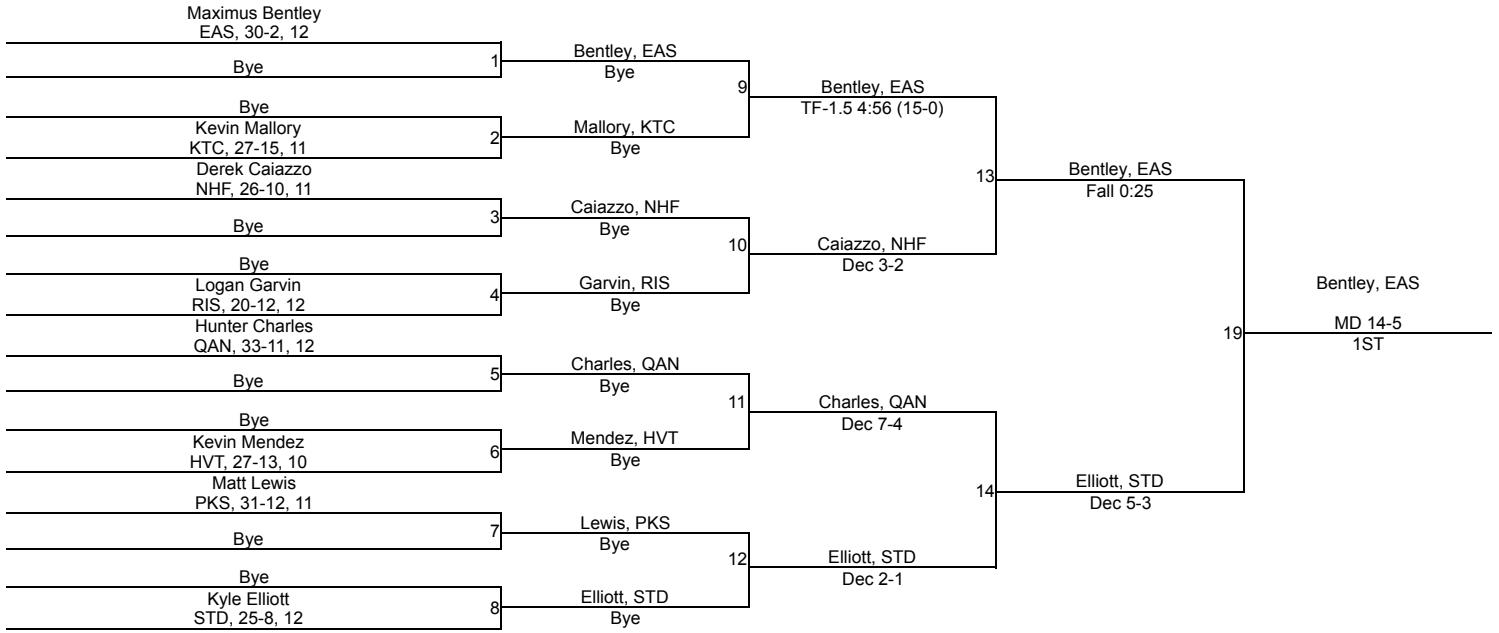 Maximus Bentley
EAS, 30-2, 12
Bye
1
Bye
Kevin Mallory
KTC, 27-15, 11
2
Derek Caiazzo
NHF, 26-10, 11
Bye
3
Bye
Logan Garvin
RIS, 20-12, 12
4
Hunter Charles
QAN, 33-11, 12
Bye
5
Bye
Kevin Mendez
HVT, 27-13, 10
6
Matt Lewis
PKS, 31-12, 11
Bye
7
Bye
Kyle Elliott
STD, 25-8, 12
8
Bentley, EAS
Bye
9
Mallory, KTC
Bye
Caiazzo, NHF
Bye
10
Garvin, RIS
Bye
Charles, QAN
Bye
11
Mendez, HVT
Bye
Lewis, PKS
Bye
12
Elliott, STD
Bye
Bentley, EAS
TF-1.5 4:56 (15-0)
13
Caiazzo, NHF
Dec 3-2
Charles, QAN
Dec 7-4
14
Elliott, STD
Dec 2-1
Bentley, EAS
Fall 0:25
19
Elliott, STD
Dec 5-3
Bentley, EAS
MD 14-5
1ST